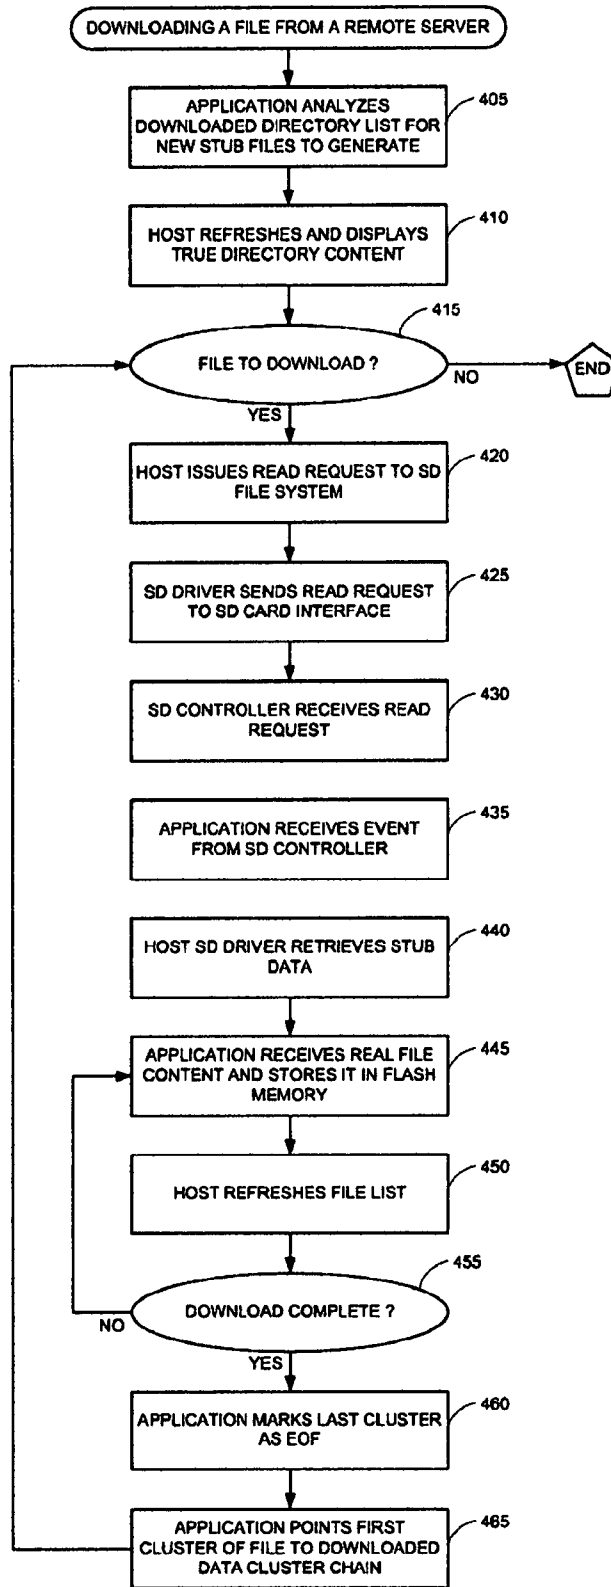 DOWNLOADING A FILE FROM A REMOTE SERVER
APPLICATION ANALYZES
DOWNLOADED DIRECTORY LIST FOR
NEW STUB FILES TO GENERATE
405
HOST REFRESHES AND DISPLAYS
TRUE DIRECTORY CONTENT
410
415
FILE TO DOWNLOAD ?
NO
END
YES
HOST ISSUES READ REQUEST TO SD
FILE SYSTEM
420
SD DRIVER SENDS READ REQUEST
TO SD CARD INTERFACE
425
SD CONTROLLER RECEIVES READ
REQUEST
430
APPLICATION RECEIVES EVENT
FROM SD CONTROLLER
435
HOST SD DRIVER RETRIEVES STUB
DATA
440
APPLICATION RECEIVES REAL FILE
CONTENT AND STORES IT IN FLASH
MEMORY
445
HOST REFRESHES FILE LIST
450
455
DOWNLOAD COMPLETE ?
NO
YES
APPLICATION MARKS LAST CLUSTER
AS EOF
460
APPLICATION POINTS FIRST
CLUSTER OF FILE TO DOWNLOADED
DATA CLUSTER CHAIN
465